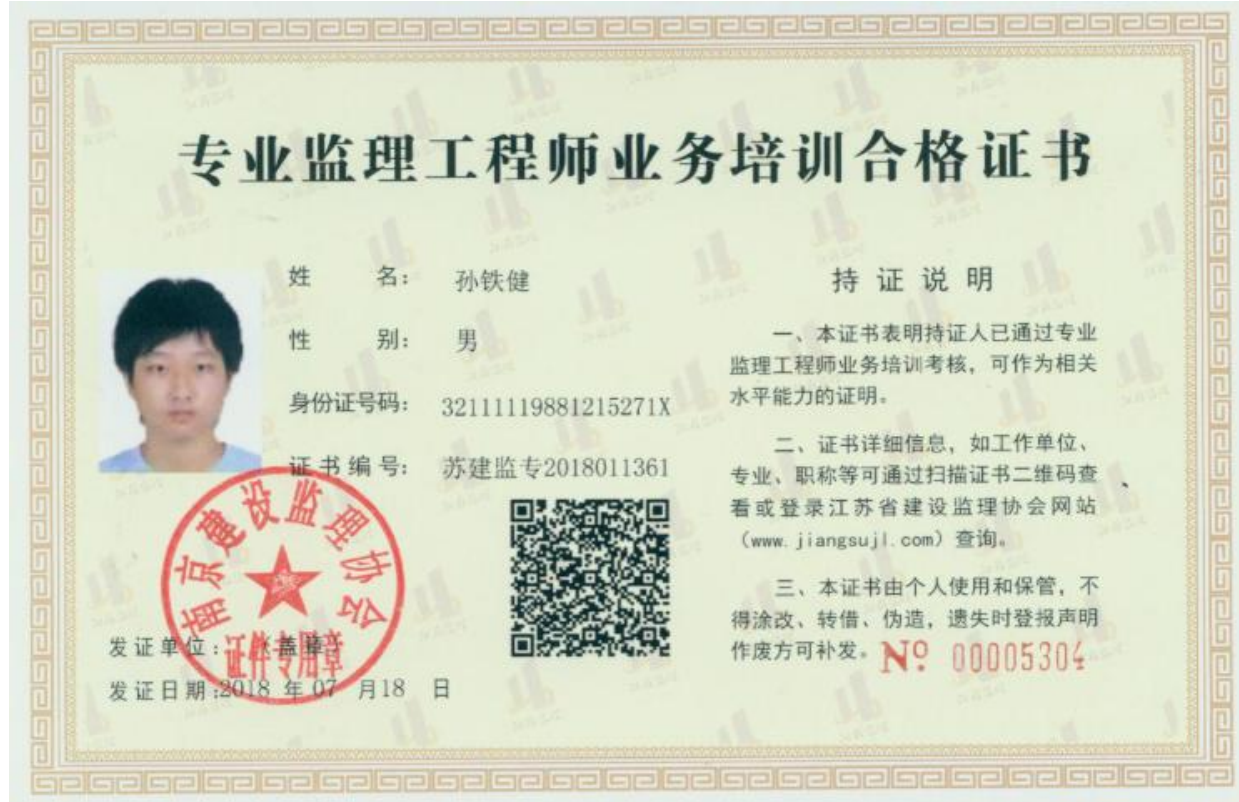 专业监理工程师业务培训合格证书
姓 名： 孙铁健
性 别： 男
身份证号码： 32111119881215271X
证书编号： 苏建监专2018011361
南京建设监理协会
证件专用章
发证单位：（盖章）
发证日期：2018 年 07 月18 日
持证说明
一、本证书表明持证人已通过专业
监理工程师业务培训考核，可作为相关
水平能力的证明。
二、证书详细信息，如工作单位、
专业、职称等可通过扫描证书二维码查
看或登录江苏省建设监理协会网站
（www.jiangsujl.com）查询。
三、本证书由个人使用和保管，不
得涂改、转借、伪造，遗失时登报声明
作废方可补发。
Nº 00005304